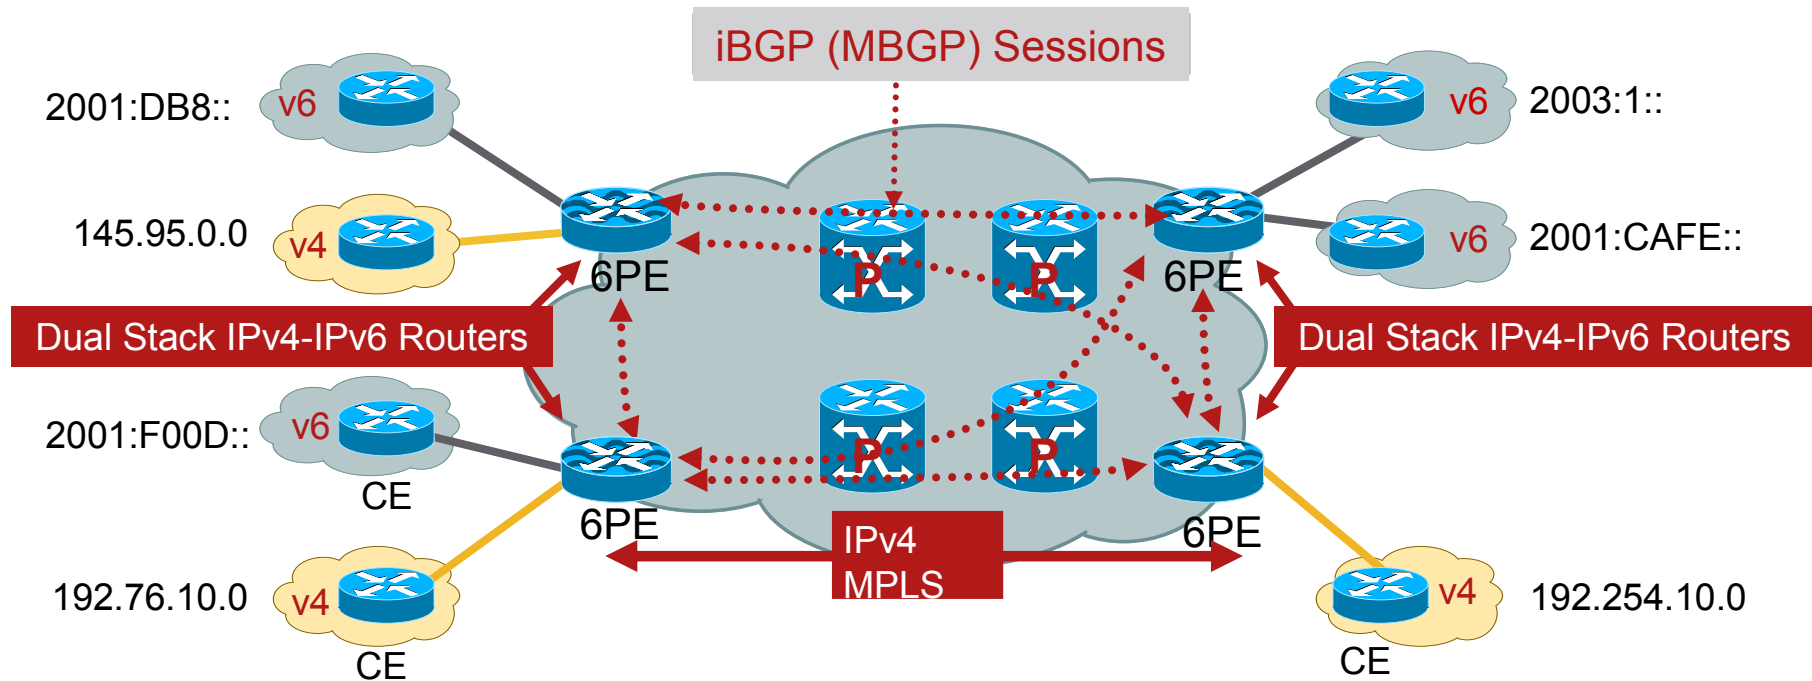 iBGP (MBGP) Sessions
2001:DB8::
v6
v6
2003:1::
145.95.0.0
v4
v6
2001:CAFE::
6PE
P
P
6PE
Dual Stack IPv4-IPv6 Routers
Dual Stack IPv4-IPv6 Routers
2001:F00D::
v6
P
P
CE
6PE
6PE
IPv4
MPLS
192.76.10.0
v4
v4
192.254.10.0
CE
CE